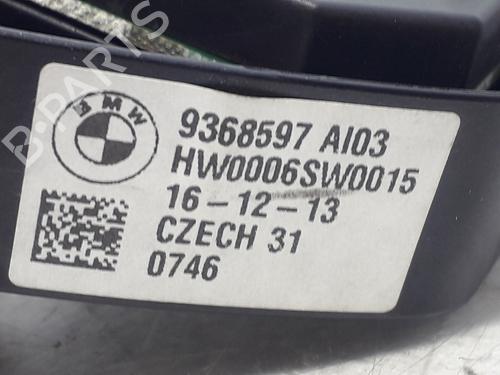 B-PARTS
BMW
9368597 AI03
HW0006SW0015
16-12-13
CZECH 31
0746